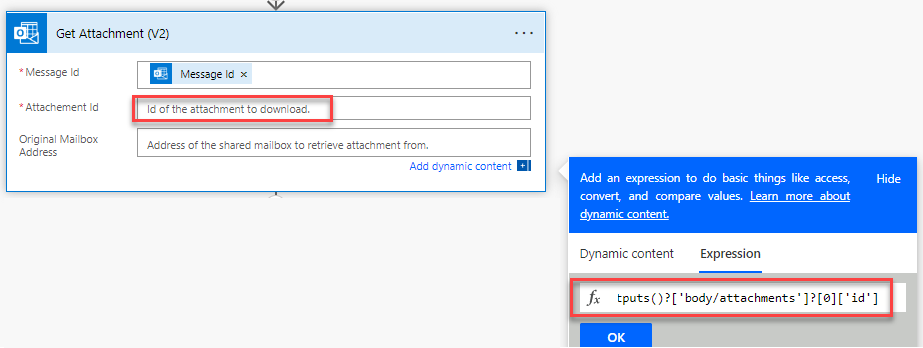 Get Attachment (V2)
...
* Message Id
Message Id ×
* Attachement Id
Id of the attachment to download.
Original Mailbox
Address
Address of the shared mailbox to retrieve attachment from.
Add dynamic content
Add an expression to do basic things like access,
convert, and compare values. Learn more about
dynamic content.
Hide
Dynamic content
Expression
fx
tputs()?['body/attachments']?[0]['id']
OK